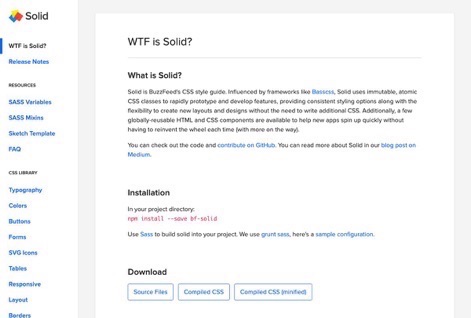 Solid
WTF is Solid?
Release Notes
RESOURCES
SASS Variables
SASS Mixins
Sketch Template
FAQ
CSS LIBRARY
Typography
Colors
Buttons
Forms
SVG Icons
Tables
Responsive
Layout
Borders
WTF is Solid?
What is Solid?
Solid is BuzzFeed's CSS style guide. Influenced by frameworks like Basscss, Solid uses immutable, atomic
CSS classes to rapidly prototype and develop features, providing consistent styling options along with the
flexibility to create new layouts and designs without the need to write additional CSS. Additionally, a few
globally-reusable HTML and CSS components are available to help new apps spin up quickly without
having to reinvent the wheel each time (with more on the way).
You can check out the code and contribute on GitHub. You can read more about Solid in our blog post on
Medium.
Installation
In your project directory:
npm install --save bf-solid
Use Sass to build solid into your project. We use grunt sass, here's a sample configuration.
Download
Source Files
Compiled CSS
Compiled CSS (minified)